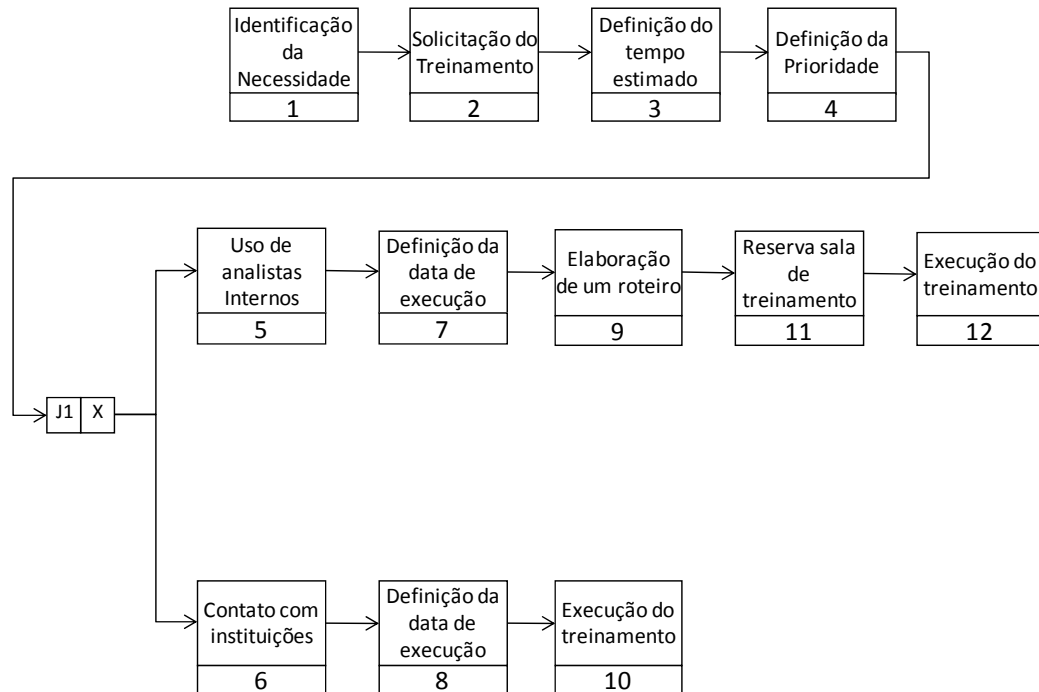 Identificação
da
Necessidade
1
Solicitação do
Treinamento
2
Definição do
tempo
estimado
3
Definição da
Prioridade
4
Uso de
analistas
Internos
5
Definição da
data de
execução
7
Elaboração
de um roteiro
9
Reserva sala
de
treinamento
11
Execução do
treinamento
12
J1 X
Contato com
instituições
6
Definição da
data de
execução
8
Execução do
treinamento
10